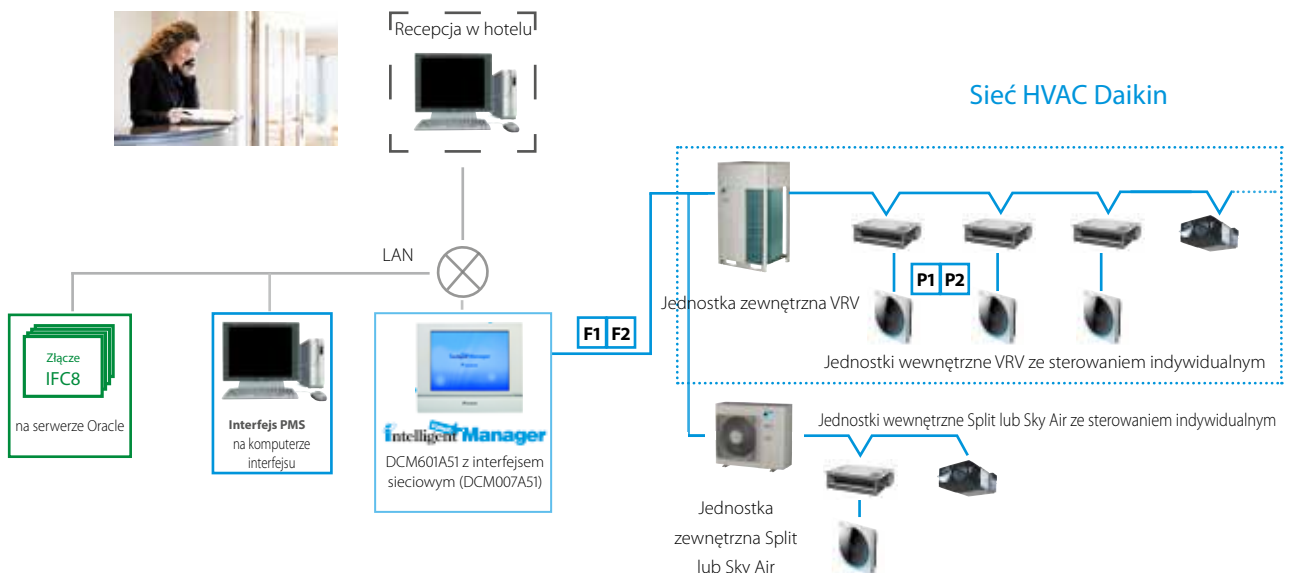 Recepcja w hotelu
Sieć HVAC Daikin
LAN
F1 F2
P1 P2
Jednostka zewnętrzna VRV
Jednostki wewnętrzne VRV ze sterowaniem indywidualnym
Złącze
IFC8
na serwerze Oracle
Interfejs PMS
na komputerze
interfejsu
intelligent Manager
DCM601A51 z interfejsem
sieciowym (DCM007A51)
Jednostki wewnętrzne Split lub Sky Air ze sterowaniem indywidualnym
Jednostka
zewnętrzna Split
lub Sky Air